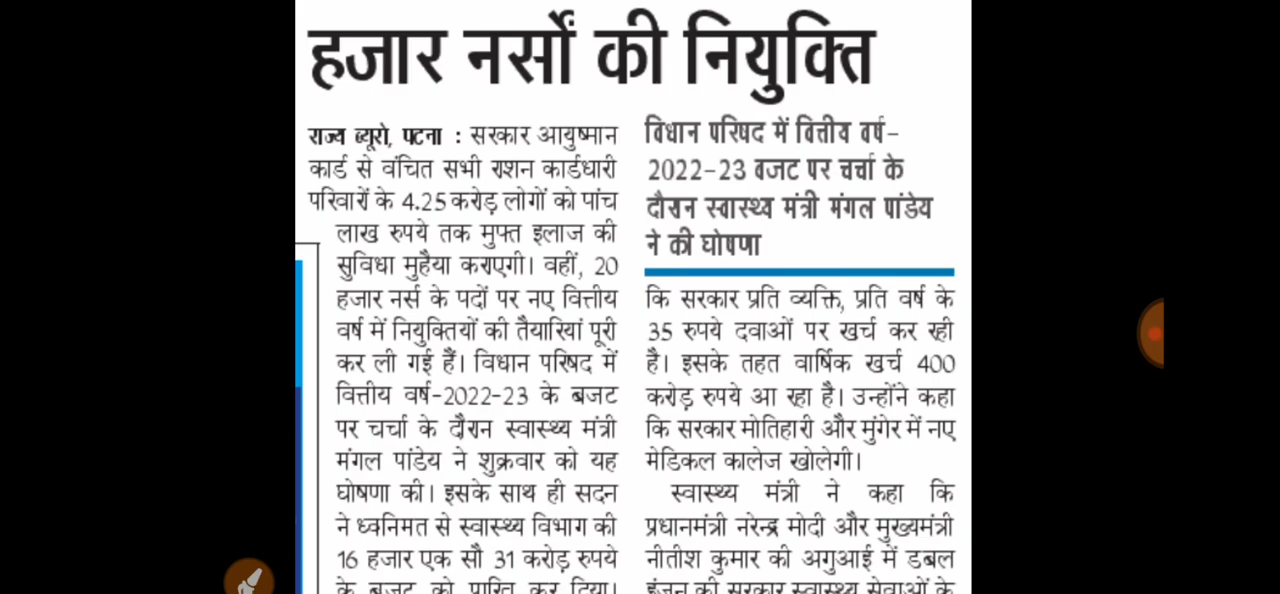 हजार नर्सों की नियुक्ति
राज्य ब्यूरो, पटना : सरकार आयुष्मान
कार्ड से वंचित सभी राशन कार्डधारी
परिवारों के 4.25 करोड़ लोगों को पांच
लाख रुपये तक मुफ्त इलाज की
सुविधा मुहैया कराएगी। वहीं, 20
हजार नर्स के पदों पर नए वित्तीय
वर्ष में नियुक्तियों की तैयारियां पूरी
कर ली गई हैं। विधान परिषद में
वित्तीय वर्ष-2022-23 के बजट
पर चर्चा के दौरान स्वास्थ्य मंत्री
मंगल पांडेय ने शुक्रवार को यह
घोषणा की। इसके साथ ही सदन
ने ध्वनिमत से स्वास्थ्य विभाग की
16 हजार एक सौ 31 करोड़ रुपये
के बजट को पारित कर दिया।
विधान परिषद में वित्तीय वर्ष-
2022-23 बजट पर चर्चा के
दौरान स्वास्थ्य मंत्री मंगल पांडेय
ने की घोषणा
कि सरकार प्रति व्यक्ति, प्रति वर्ष के
35 रुपये दवाओं पर खर्च कर रही
है। इसके तहत वार्षिक खर्च 400
करोड़ रुपये आ रहा है। उन्होंने कहा
कि सरकार मोतिहारी और मुंगेर में नए
मेडिकल कालेज खोलेगी।
स्वास्थ्य मंत्री ने कहा कि
प्रधानमंत्री नरेन्द्र मोदी और मुख्यमंत्री
नीतीश कुमार की अगुआई में डबल
इंजन की सरकार स्वास्थ्य सेवाओं के